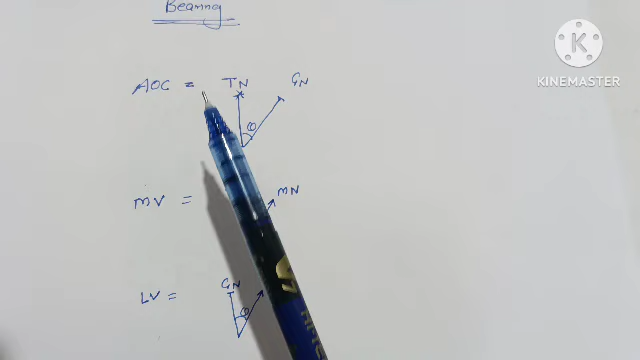 Bearing
AOC = TN GN
θ
MV = MN
LV = GN
θ
KINEMASTER